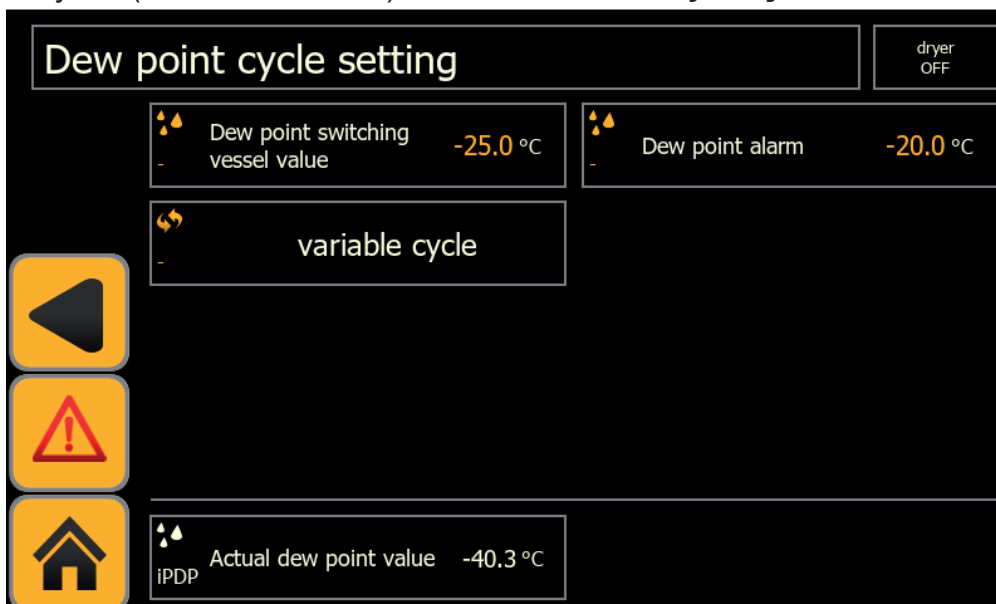 Dew point cycle setting
dryer
OFF
Dew point switching
vessel value
-25.0 °C
-
Dew point alarm
-20.0 °C
-
variable cycle
-
Actual dew point value -40.3 °C
iPDP